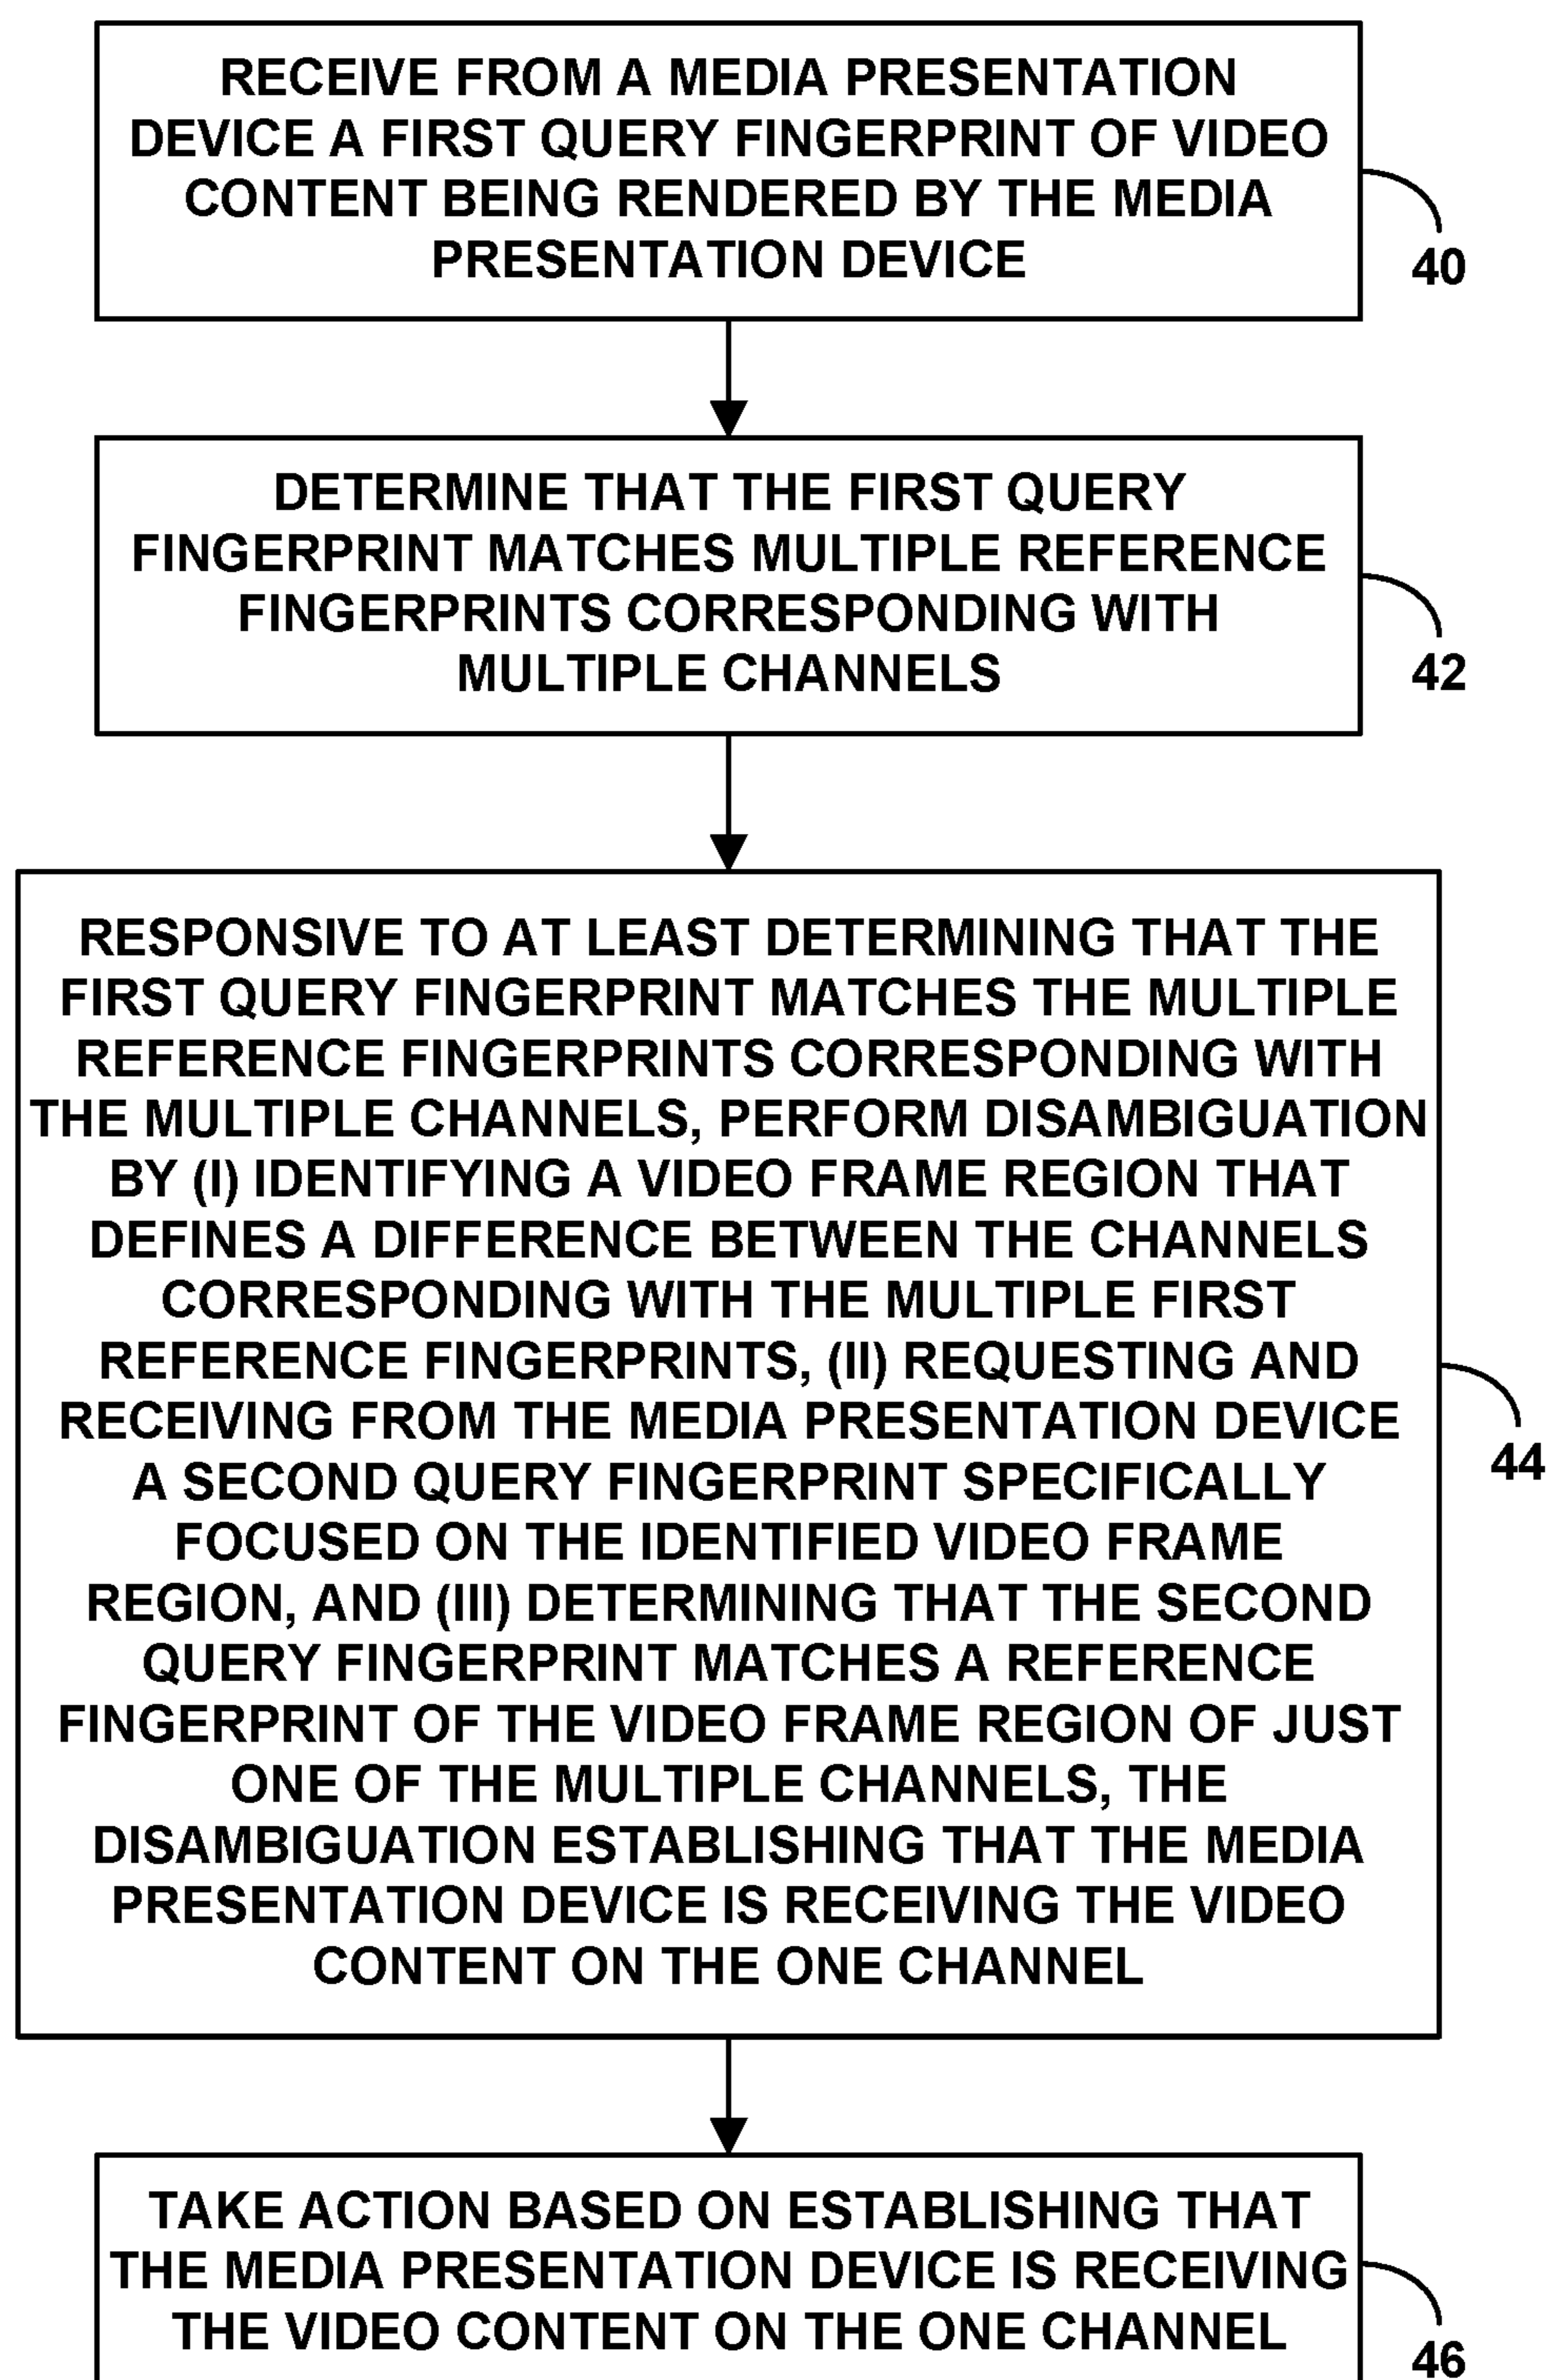 RECEIVE FROM A MEDIA PRESENTATION
DEVICE A FIRST QUERY FINGERPRINT OF VIDEO
CONTENT BEING RENDERED BY THE MEDIA
PRESENTATION DEVICE
40
DETERMINE THAT THE FIRST QUERY
FINGERPRINT MATCHES MULTIPLE REFERENCE
FINGERPRINTS CORRESPONDING WITH
MULTIPLE CHANNELS
42
RESPONSIVE TO AT LEAST DETERMINING THAT THE
FIRST QUERY FINGERPRINT MATCHES THE MULTIPLE
REFERENCE FINGERPRINTS CORRESPONDING WITH
THE MULTIPLE CHANNELS, PERFORM DISAMBIGUATION
BY (I) IDENTIFYING A VIDEO FRAME REGION THAT
DEFINES A DIFFERENCE BETWEEN THE CHANNELS
CORRESPONDING WITH THE MULTIPLE FIRST
REFERENCE FINGERPRINTS, (II) REQUESTING AND
RECEIVING FROM THE MEDIA PRESENTATION DEVICE
A SECOND QUERY FINGERPRINT SPECIFICALLY
FOCUSED ON THE IDENTIFIED VIDEO FRAME
REGION, AND (III) DETERMINING THAT THE SECOND
QUERY FINGERPRINT MATCHES A REFERENCE
FINGERPRINT OF THE VIDEO FRAME REGION OF JUST
ONE OF THE MULTIPLE CHANNELS, THE
DISAMBIGUATION ESTABLISHING THAT THE MEDIA
PRESENTATION DEVICE IS RECEIVING THE VIDEO
CONTENT ON THE ONE CHANNEL
44
TAKE ACTION BASED ON ESTABLISHING THAT
THE MEDIA PRESENTATION DEVICE IS RECEIVING
THE VIDEO CONTENT ON THE ONE CHANNEL
46